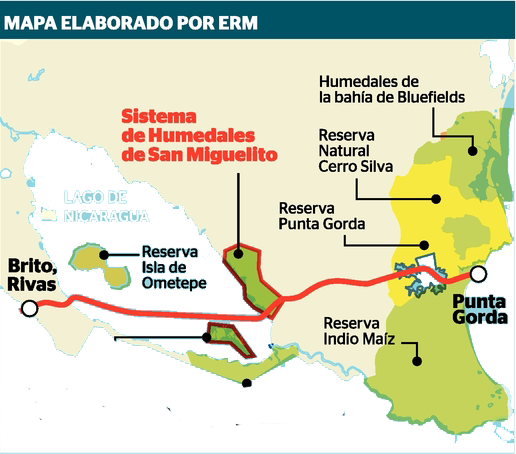 MAPA ELABORADO POR ERM
Humedales de
la bahía de Bluefields
Sistema
de Humedales
de San Miguelito
Reserva
Natural
Cerro Silva
LAGO DE
NICARAGUA
Reserva
Punta Gorda
Reserva
Isla de
Ometepe
Brito,
Rivas
Punta
Gorda
Reserva
Indio Maíz